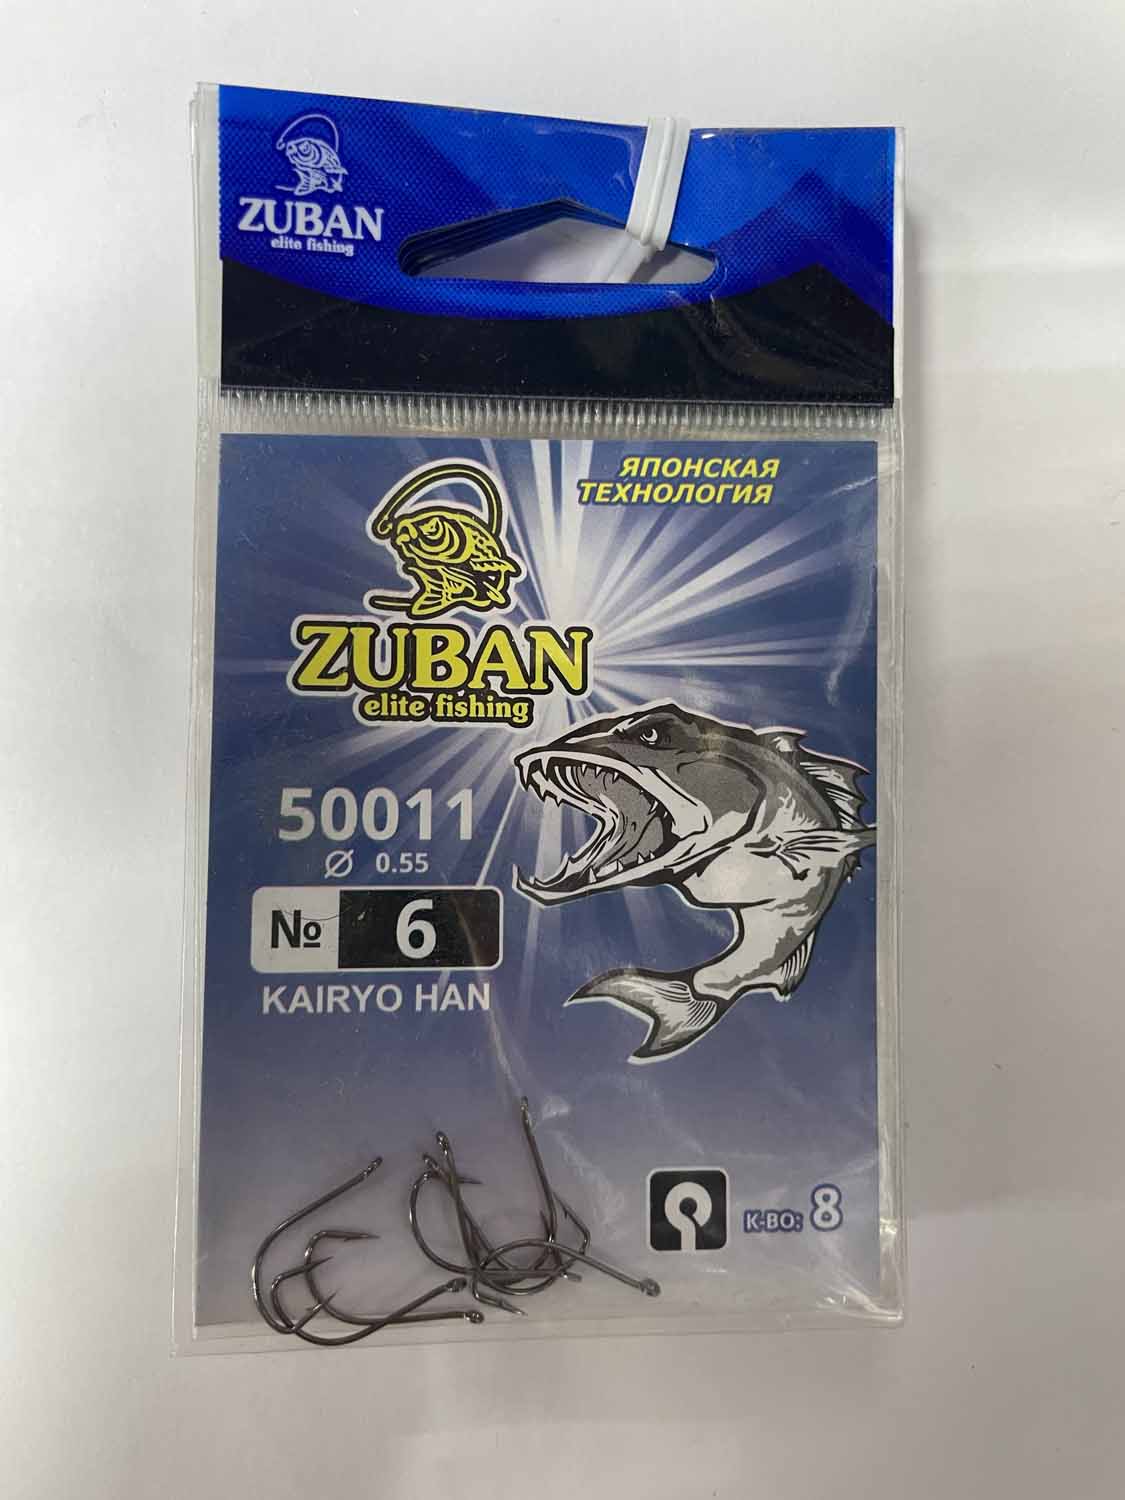 ZUBAN
elite fishing
ЯПОНСКАЯ
ТЕХНОЛОГИЯ
ZUBAN
elite fishing
50011
Ø 0.55
№ 6
KAIRYO HAN
К-ВО: 8